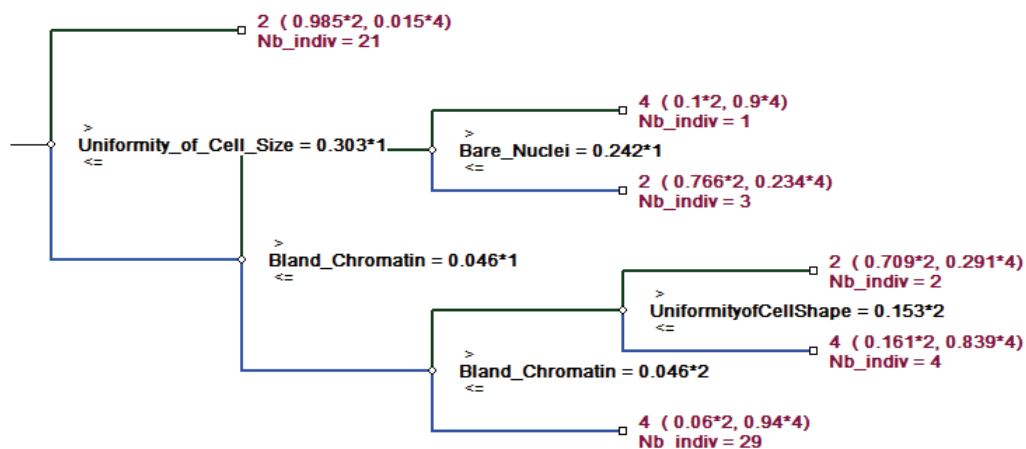 2 ( 0.985*2, 0.015*4)
Nb_indiv = 21
>
Uniformity_of_Cell_Size = 0.303*1
<=
4 ( 0.1*2, 0.9*4)
Nb_indiv = 1
>
Bare_Nuclei = 0.242*1
<=
2 ( 0.766*2, 0.234*4)
Nb_indiv = 3
>
Bland_Chromatin = 0.046*1
<=
2 ( 0.709*2, 0.291*4)
Nb_indiv = 2
>
UniformityofCellShape = 0.153*2
<=
4 ( 0.161*2, 0.839*4)
Nb_indiv = 4
>
Bland_Chromatin = 0.046*2
<=
4 ( 0.06*2, 0.94*4)
Nb_indiv = 29